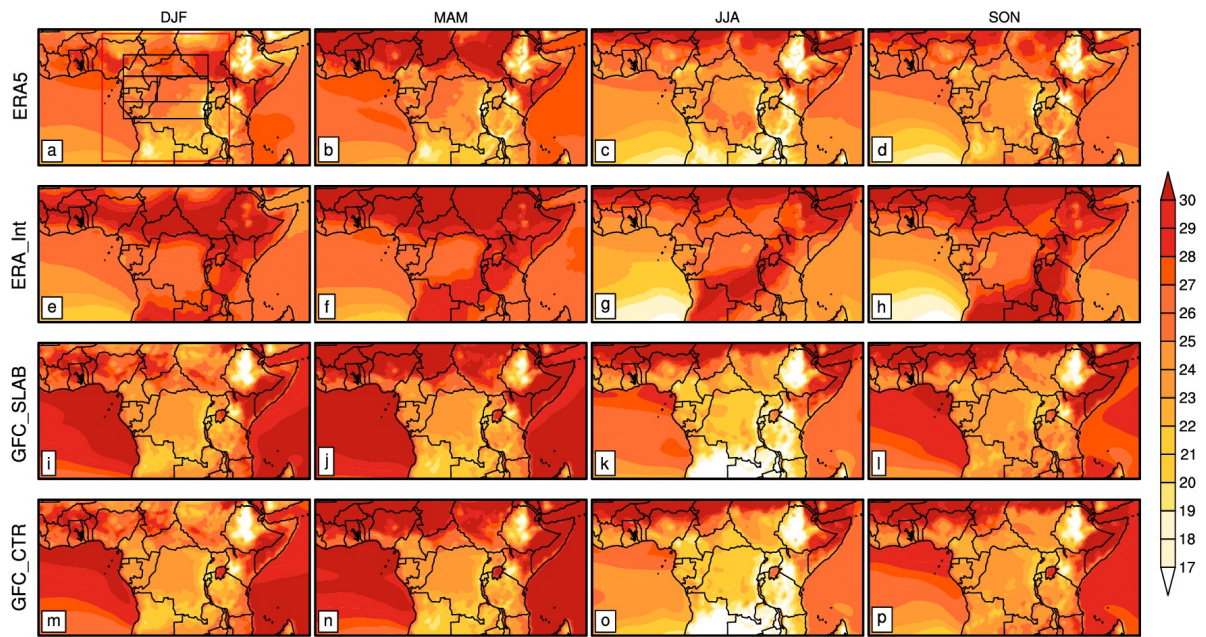 DJF MAM JJA SON
ERA5
a b c d
ERA_Int
e f g h
GFC_SLAB
i j k l
GFC_CTR
m n o p
30
29
28
27
26
25
24
23
22
21
20
19
18
17